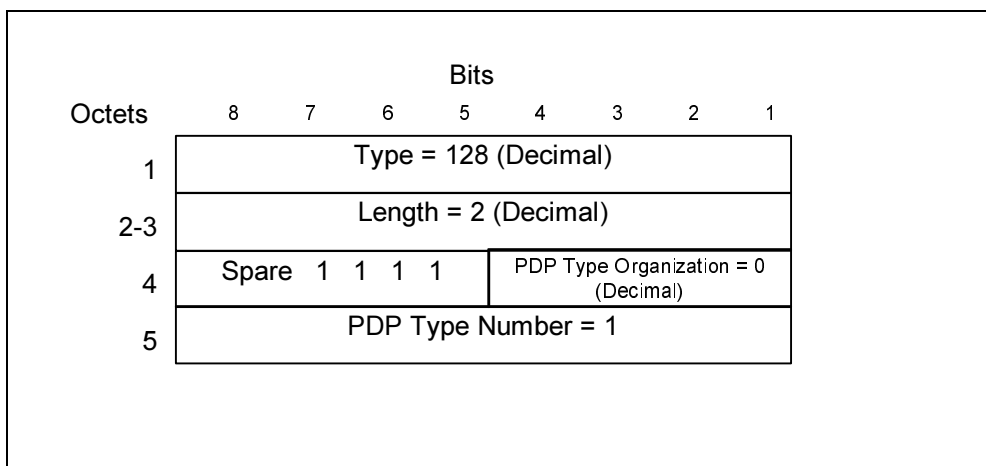 Bits
Octets 8 7 6 5 4 3 2 1
1 Type = 128 (Decimal)
2-3 Length = 2 (Decimal)
4 Spare 1 1 1 1 PDP Type Organization = 0
(Decimal)
5 PDP Type Number = 1